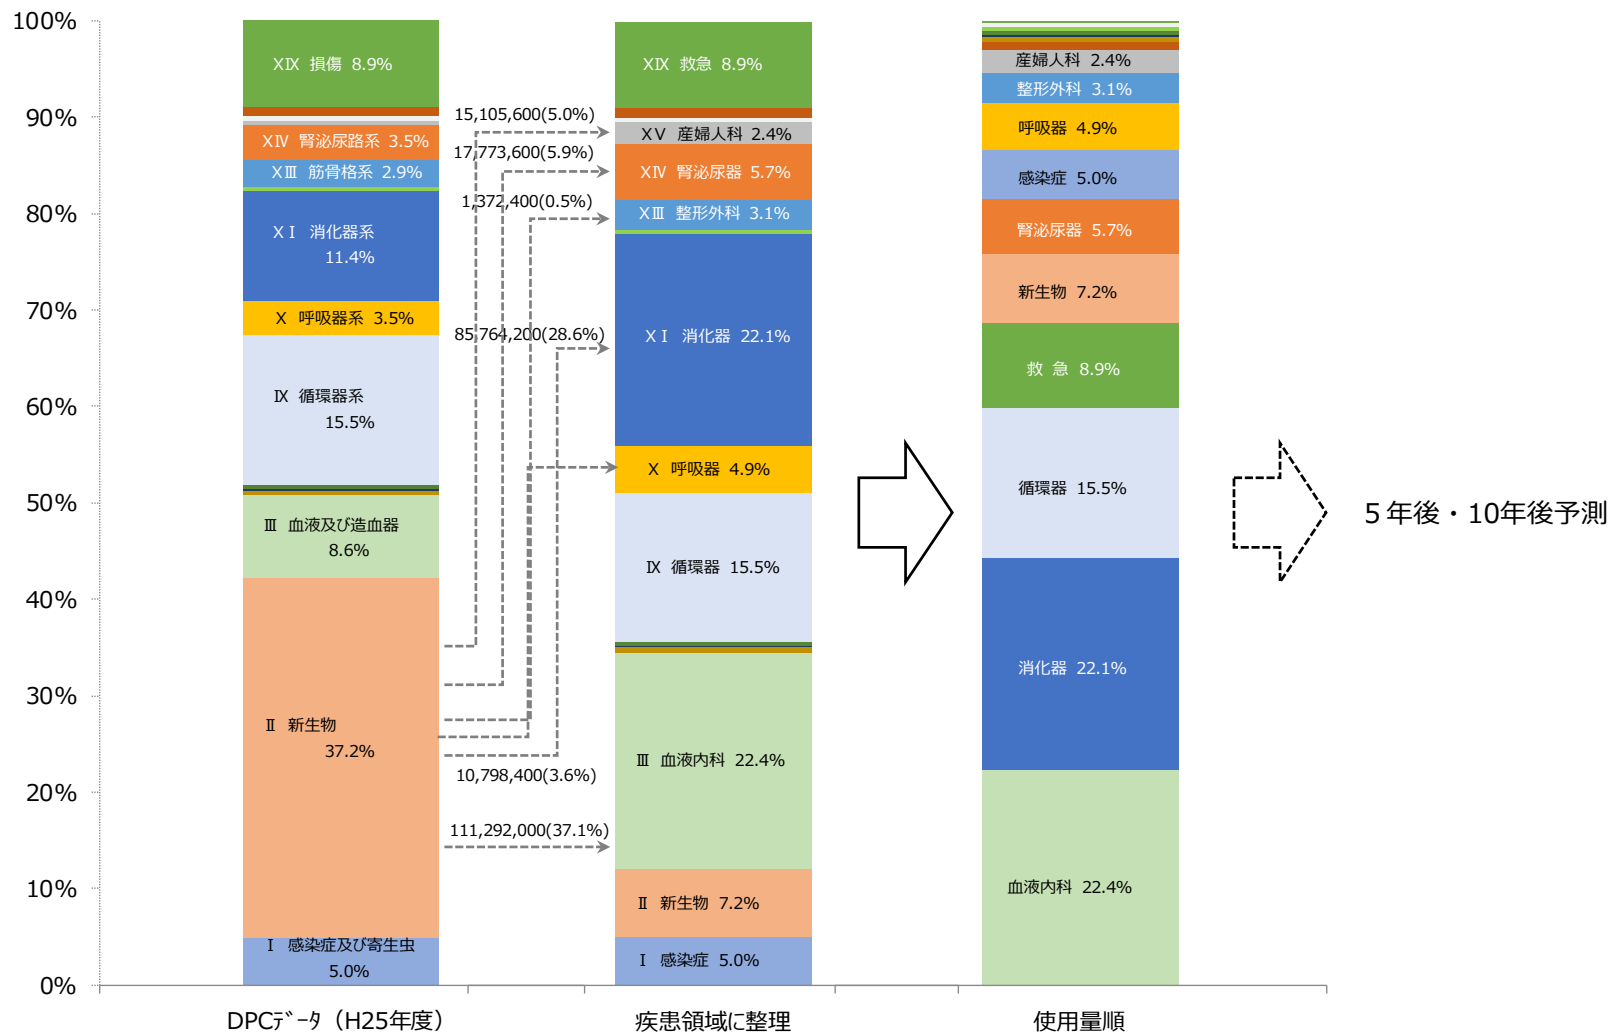 100%
90%
80%
70%
60%
50%
40%
30%
20%
10%
0%
ⅩⅨ 損傷 8.9%
ⅩⅣ 腎泌尿路系 3.5%
ⅩⅢ 筋骨格系 2.9%
ⅩⅠ 消化器系
11.4%
Ⅹ 呼吸器系 3.5%
Ⅸ 循環器系
15.5%
Ⅲ 血液及び造血器
8.6%
Ⅱ 新生物
37.2%
Ⅰ 感染症及び寄生虫
5.0%
DPCﾃﾞｰﾀ（H25年度）
15,105,600(5.0%)
17,773,600(5.9%)
1,372,400(0.5%)
85,764,200(28.6%)
10,798,400(3.6%)
111,292,000(37.1%)
ⅩⅨ 救急 8.9%
ⅩⅤ 産婦人科 2.4%
ⅩⅣ 腎泌尿器 5.7%
ⅩⅢ 整形外科 3.1%
ⅩⅠ 消化器 22.1%
Ⅹ 呼吸器 4.9%
Ⅸ 循環器 15.5%
Ⅲ 血液内科 22.4%
Ⅱ 新生物 7.2%
Ⅰ 感染症 5.0%
疾患領域に整理
産婦人科 2.4%
整形外科 3.1%
呼吸器 4.9%
感染症 5.0%
腎泌尿器 5.7%
新生物 7.2%
救 急 8.9%
循環器 15.5%
消化器 22.1%
血液内科 22.4%
使用量順
５年後・10年後予測